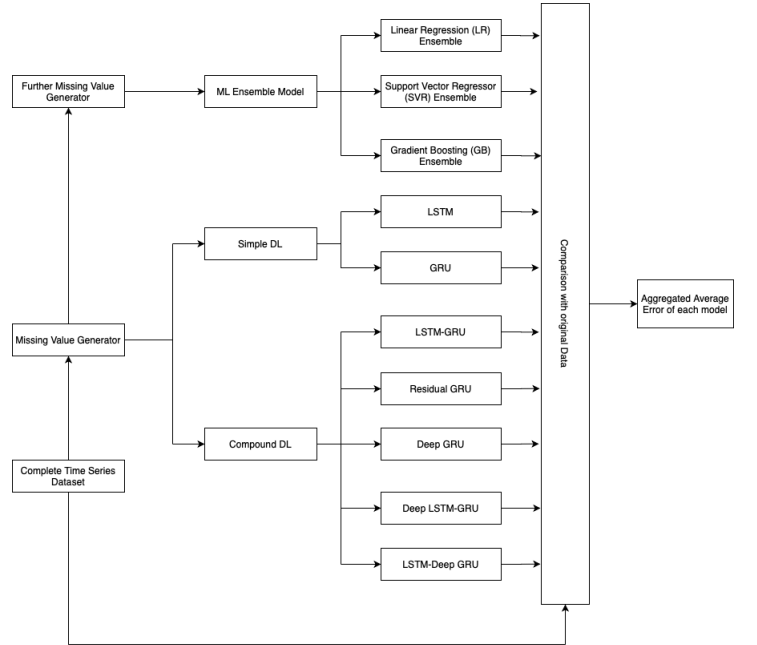 Linear Regression (LR)
Ensemble
Further Missing Value
Generator
ML Ensemble Model
Support Vector Regressor
(SVR) Ensemble
Gradient Boosting (GB)
Ensemble
LSTM
Simple DL
GRU
Comparison with original Data
Aggregated Average
Error of each model
LSTM-GRU
Missing Value Generator
Residual GRU
Compound DL
Deep GRU
Complete Time Series
Dataset
Deep LSTM-GRU
LSTM-Deep GRU